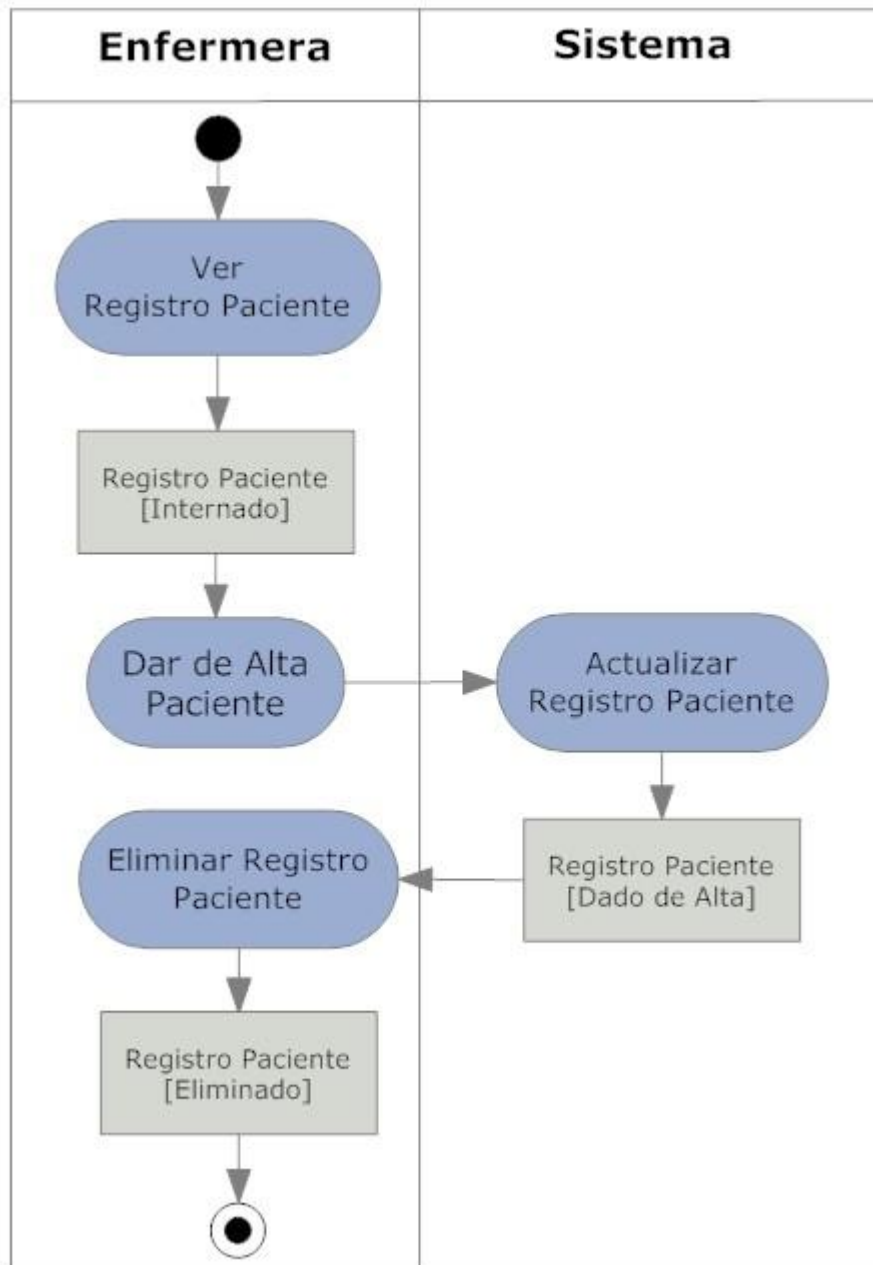 Enfermera
Sistema
Ver
Registro Paciente
Registro Paciente
[Internado]
Dar de Alta
Paciente
Actualizar
Registro Paciente
Registro Paciente
[Dado de Alta]
Eliminar Registro
Paciente
Registro Paciente
[Eliminado]